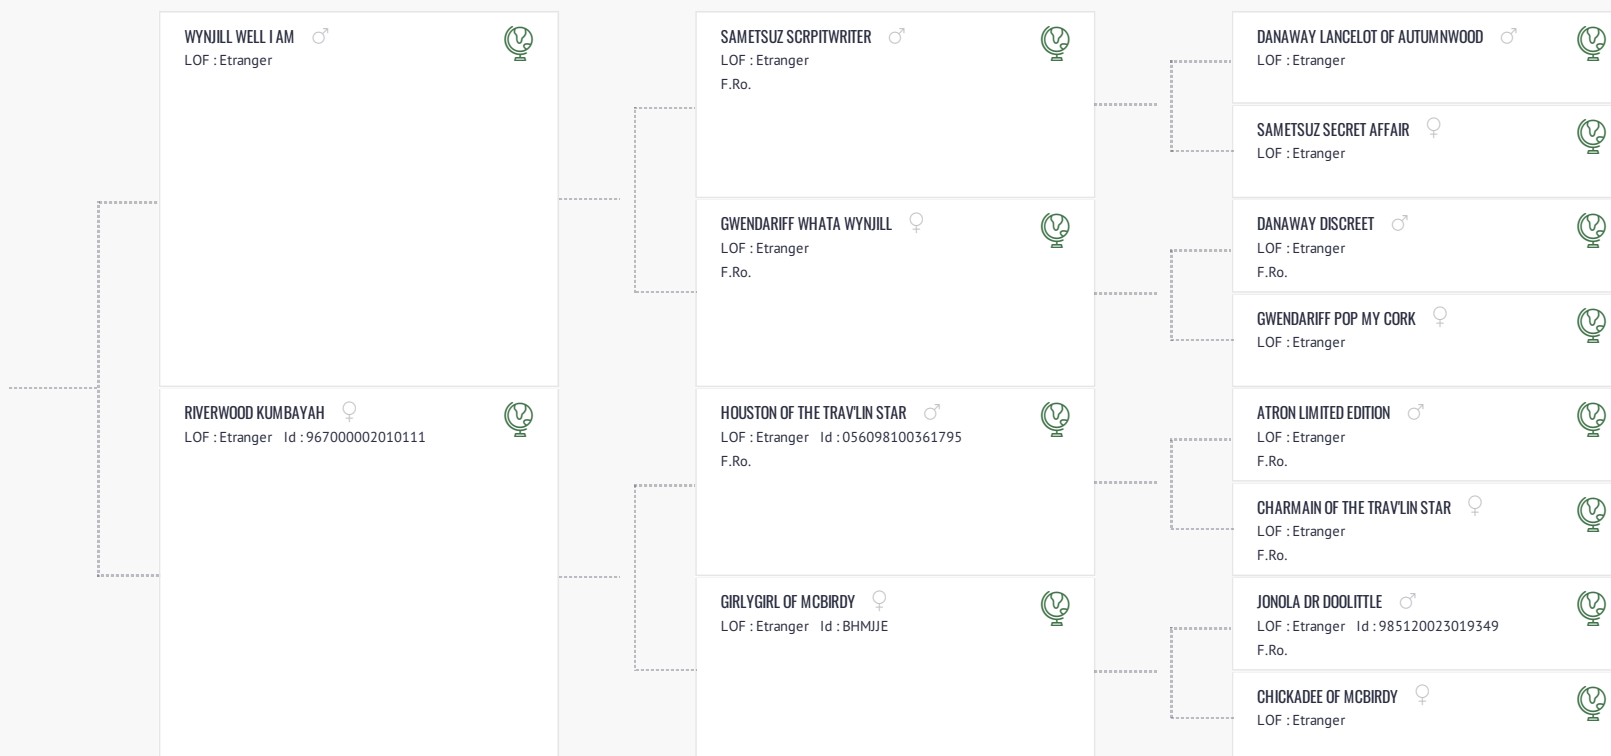 WYNJILL WELL I AM
LOF : Etranger
RIVERWOOD KUMBAYAH
LOF : Etranger Id : 967000002010111
SAMETSUZ SCRPITWRITER
LOF : Etranger
F.Ro.
GWENDARIFF WHATA WYNJILL
LOF : Etranger
F.Ro.
HOUSTON OF THE TRAV'LIN STAR
LOF : Etranger Id : 056098100361795
F.Ro.
GIRLYGIRL OF MCBIRDY
LOF : Etranger Id : BHMJJE
DANAWAY LANCELOT OF AUTUMNWOOD
LOF : Etranger
SAMETSUZ SECRET AFFAIR
LOF : Etranger
DANAWAY DISCREET
LOF : Etranger
F.Ro.
GWENDARIFF POP MY CORK
LOF : Etranger
ATRON LIMITED EDITION
LOF : Etranger
F.Ro.
CHARMAIN OF THE TRAV'LIN STAR
LOF : Etranger
F.Ro.
JONOLA DR DOOLITTLE
LOF : Etranger Id : 985120023019349
F.Ro.
CHICKADEE OF MCBIRDY
LOF : Etranger